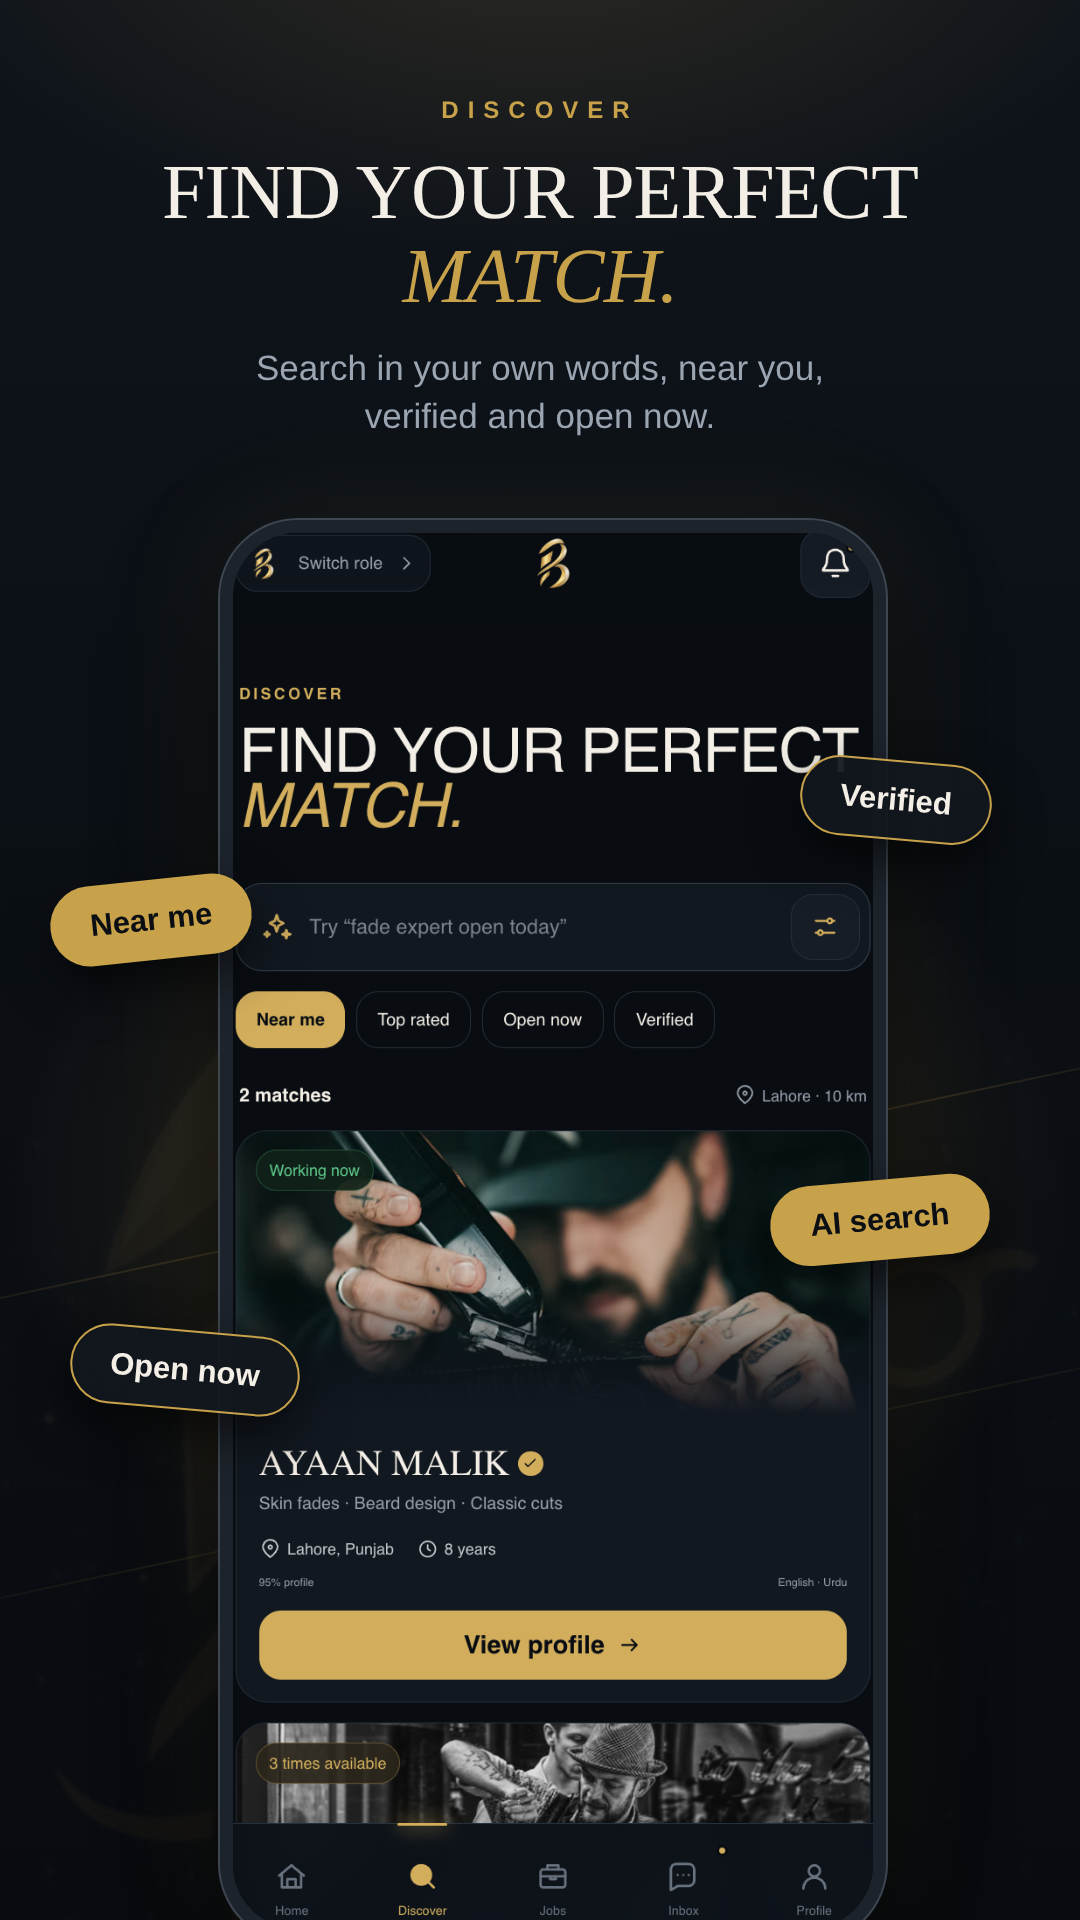 DISCOVER
FIND YOUR PERFECT
MATCH.
Search in your own words, near you,
verified and open now.
Switch role
DISCOVER
FIND YOUR PERFECT
MATCH.
Verified
Near me
Try “fade expert open today”
Near me
Top rated
Open now
Verified
2 matches
Lahore · 10 km
Working now
AI search
Open now
AYAAN MALIK
Skin fades · Beard design · Classic cuts
Lahore, Punjab
8 years
95% profile
English · Urdu
View profile →
3 times available
Home
Discover
Jobs
Inbox
Profile